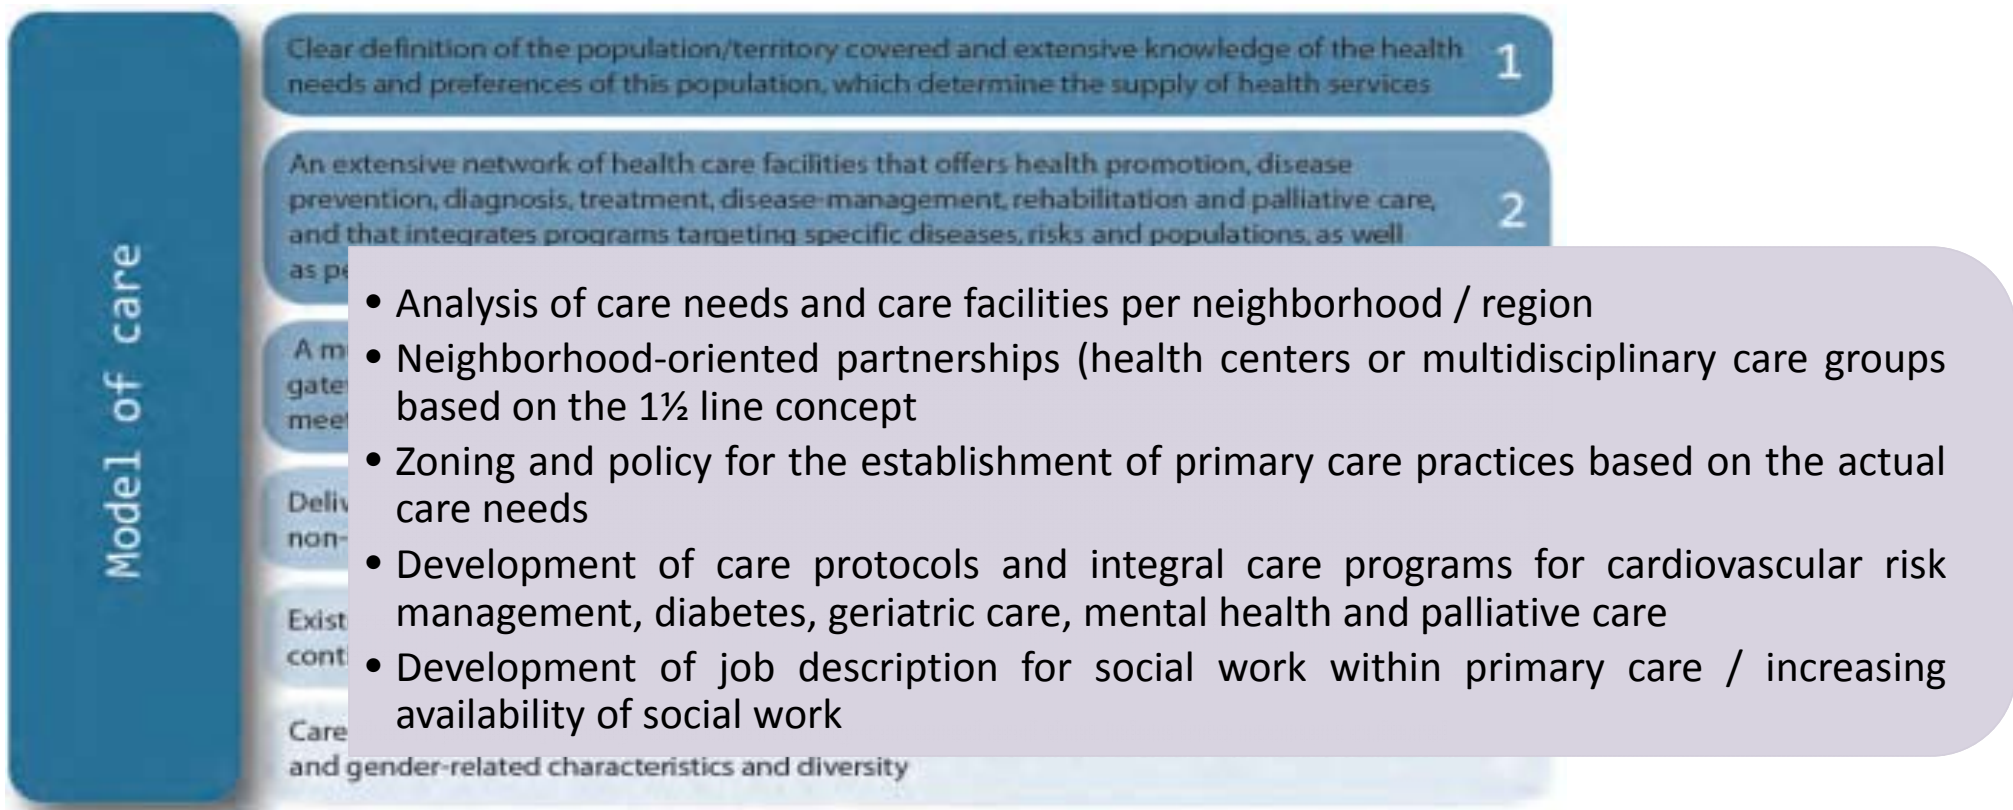 Model of care
Clear definition of the population/territory covered and extensive knowledge of the health
needs and preferences of this population, which determine the supply of health services
1
An extensive network of health care facilities that offers health promotion, disease
prevention, diagnosis, treatment, disease-management, rehabilitation and palliative care,
and that integrates programs targeting specific diseases, risks and populations, as well
as
2
A
• Analysis of care needs and care facilities per neighborhood / region
• Neighborhood-oriented partnerships (health centers or multidisciplinary care groups
based on the 1½ line concept
• Zoning and policy for the establishment of primary care practices based on the actual
care needs
• Development of care protocols and integral care programs for cardiovascular risk
management, diabetes, geriatric care, mental health and palliative care
• Development of job description for social work within primary care / increasing
availability of social work
Care
and gender-related characteristics and diversity